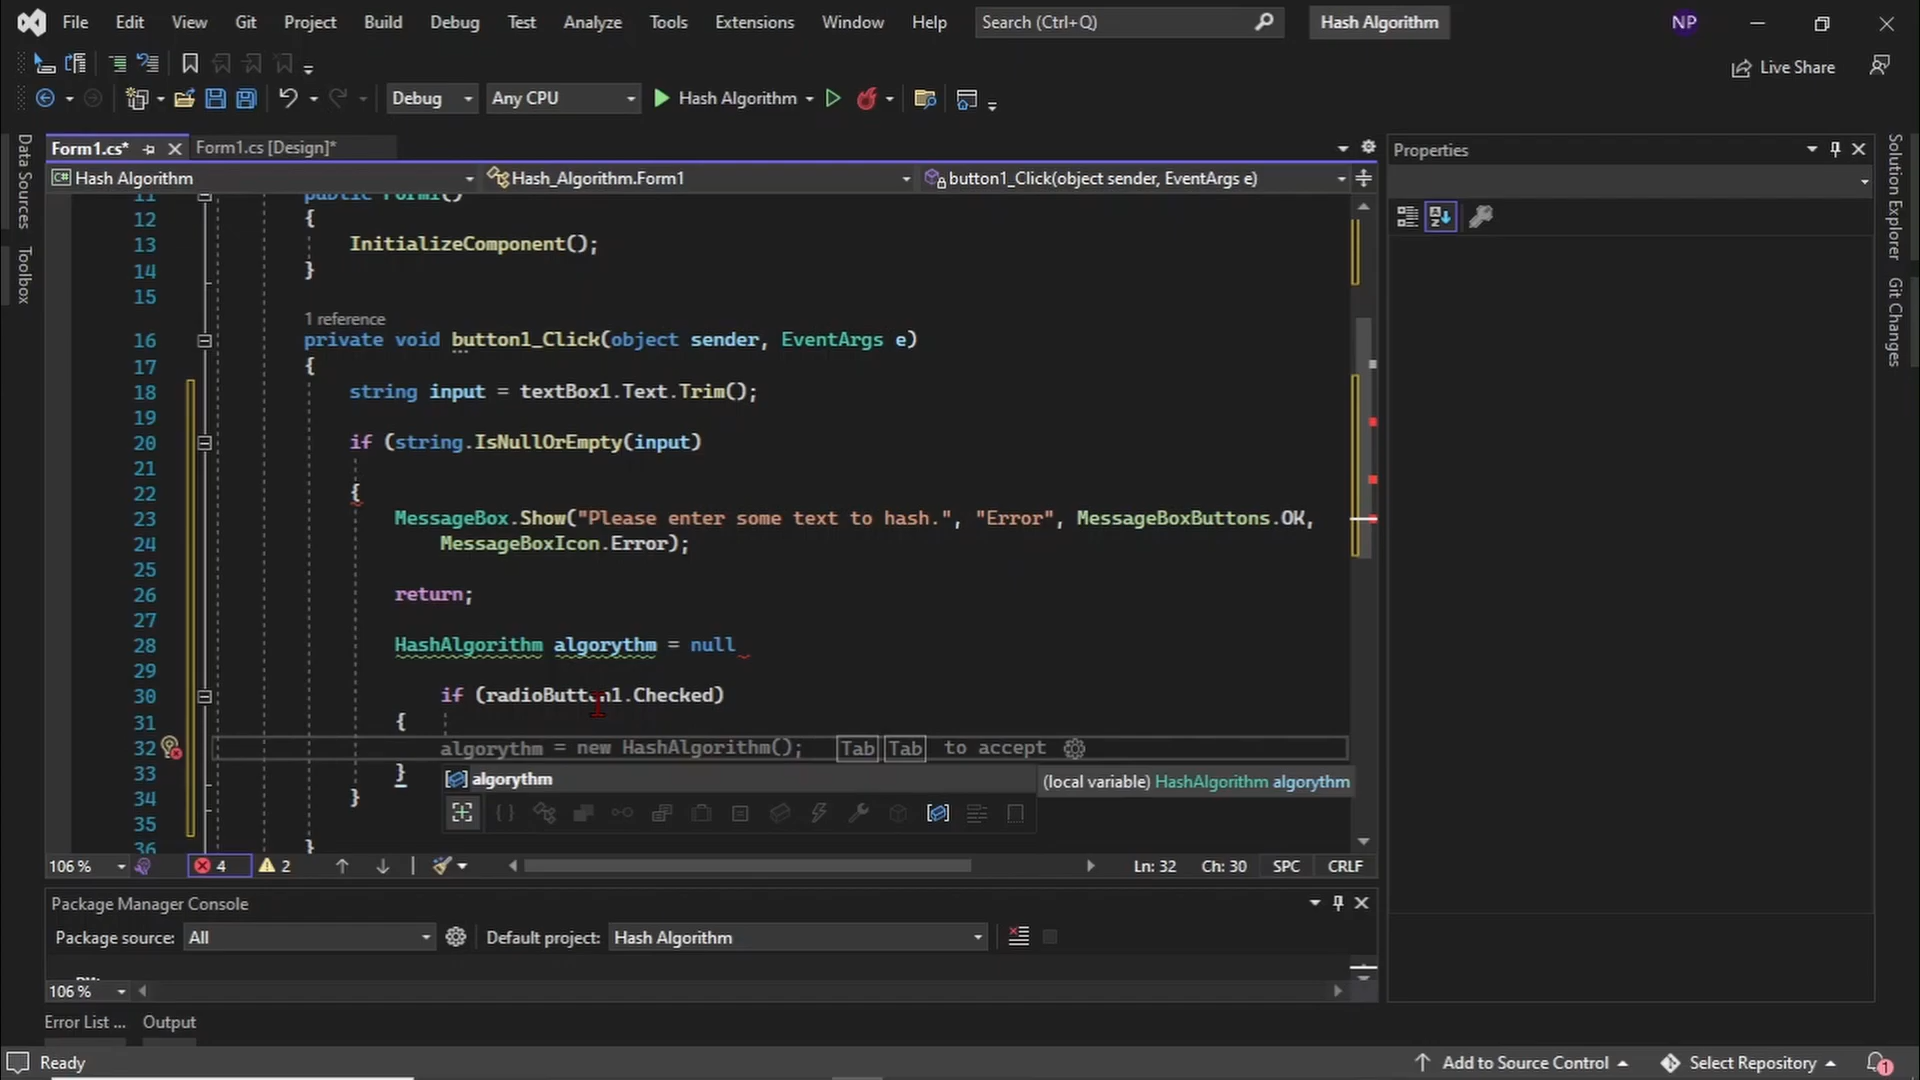 File Edit View Git Project Build Debug Test Analyze Tools Extensions Window Help Search (Ctrl+Q) Hash Algorithm NP
Live Share
Debug Any CPU Hash Algorithm
Form1.cs* Form1.cs [Design]*
Hash Algorithm Hash_Algorithm.Form1 button1_Click(object sender, EventArgs e)
Data Sources
Toolbox
11 public Form1()
12 {
13 InitializeComponent();
14 }
15
1 reference
16 private void button1_Click(object sender, EventArgs e)
17 {
18 string input = textBox1.Text.Trim();
19
20 if (string.IsNullOrEmpty(input)
21
22 {
23 MessageBox.Show("Please enter some text to hash.", "Error", MessageBoxButtons.OK,
24 MessageBoxIcon.Error);
25
26 return;
27
28 HashAlgorithm algorythm = null
29
30 if (radioButton1.Checked)
31 {
32 algorythm = new HashAlgorithm(); Tab Tab to accept
33 }
algorythm
(local variable) HashAlgorithm algorythm
34 }
35
36 }
106 % 4 2 Ln: 32 Ch: 30 SPC CRLF
Package Manager Console
Package source: All Default project: Hash Algorithm
106 %
Error List ... Output
Ready Add to Source Control Select Repository 1
Properties
Solution Explorer
Git Changes